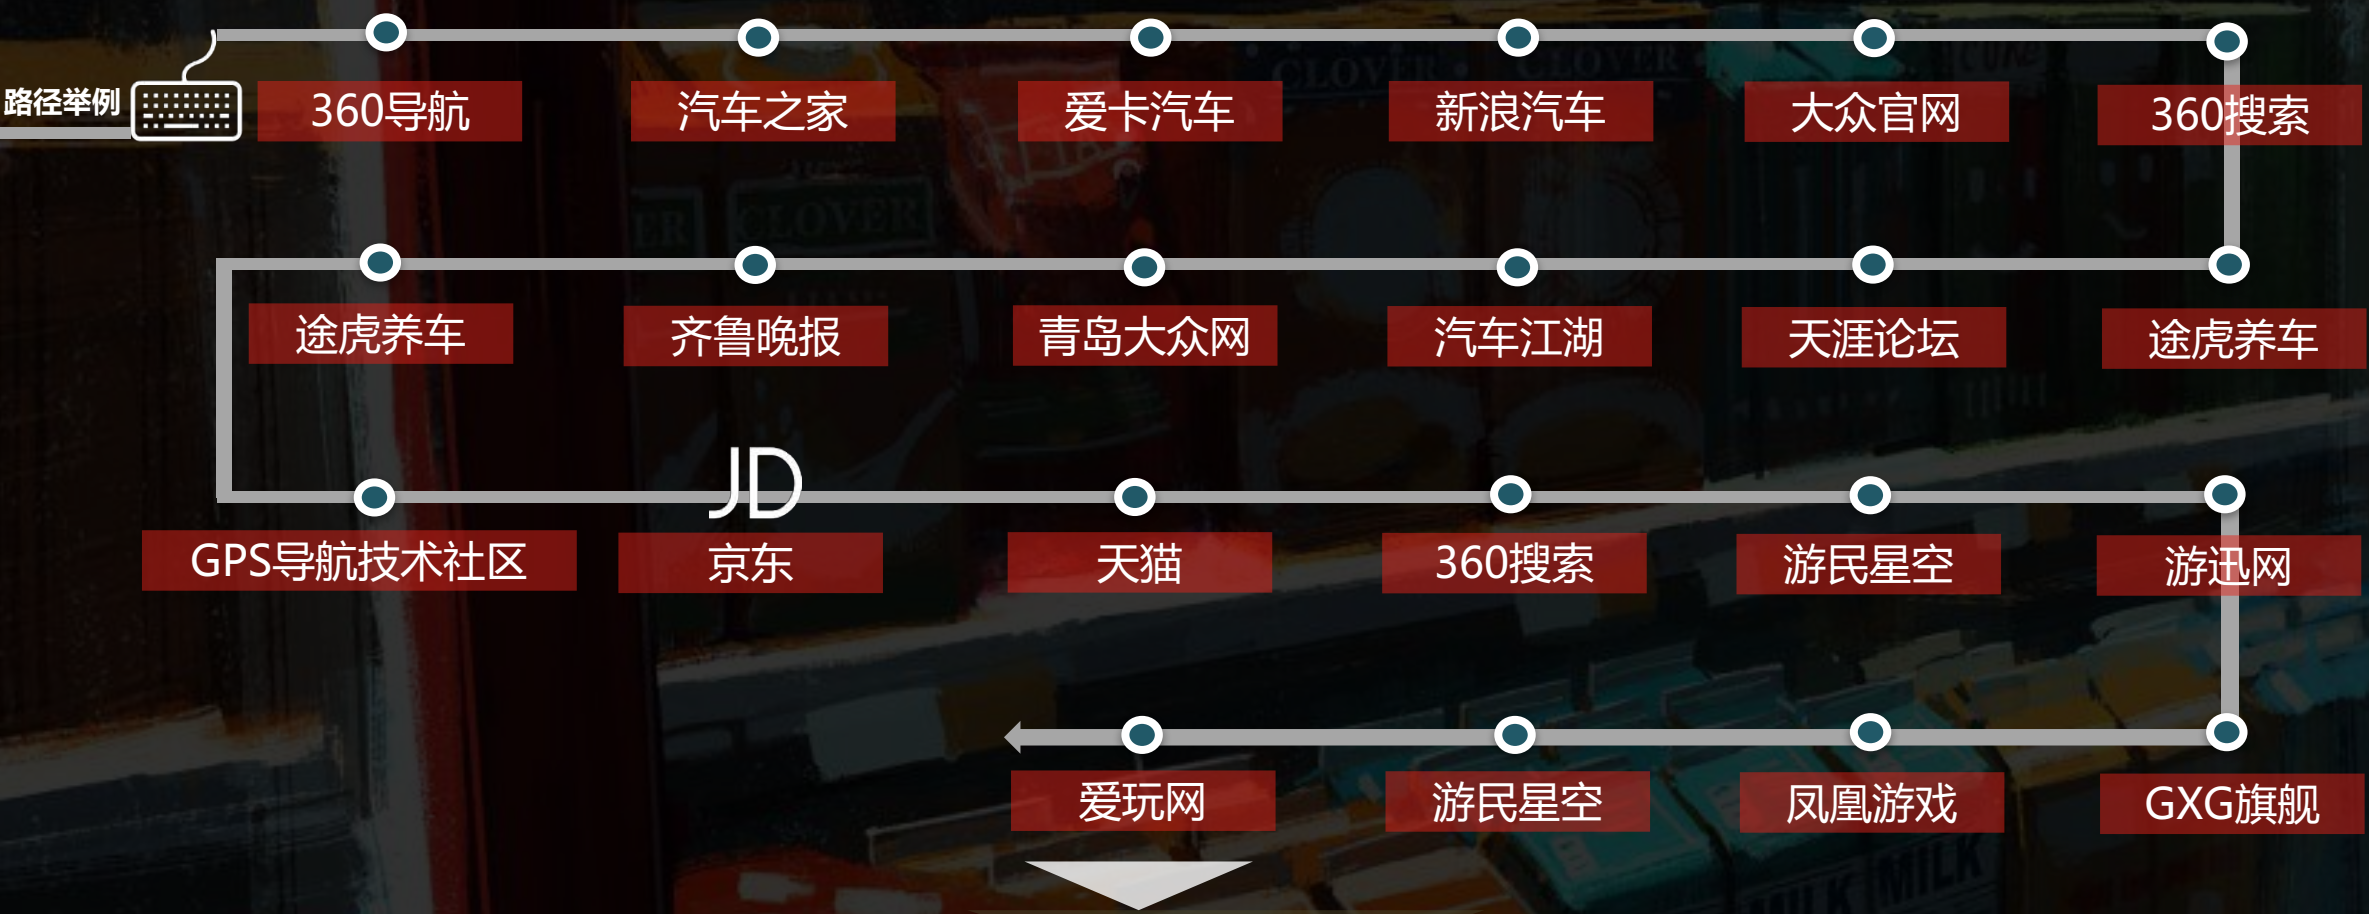 路径举例
360导航
汽车之家
爱卡汽车
新浪汽车
大众官网
360搜索
途虎养车
齐鲁晚报
青岛大众网
汽车江湖
天涯论坛
途虎养车
JD
GPS导航技术社区
京东
天猫
360搜索
游民星空
游迅网
爱玩网
游民星空
凤凰游戏
GXG旗舰
CLOVER
CLOVER
CLOVER
MILK
MILK